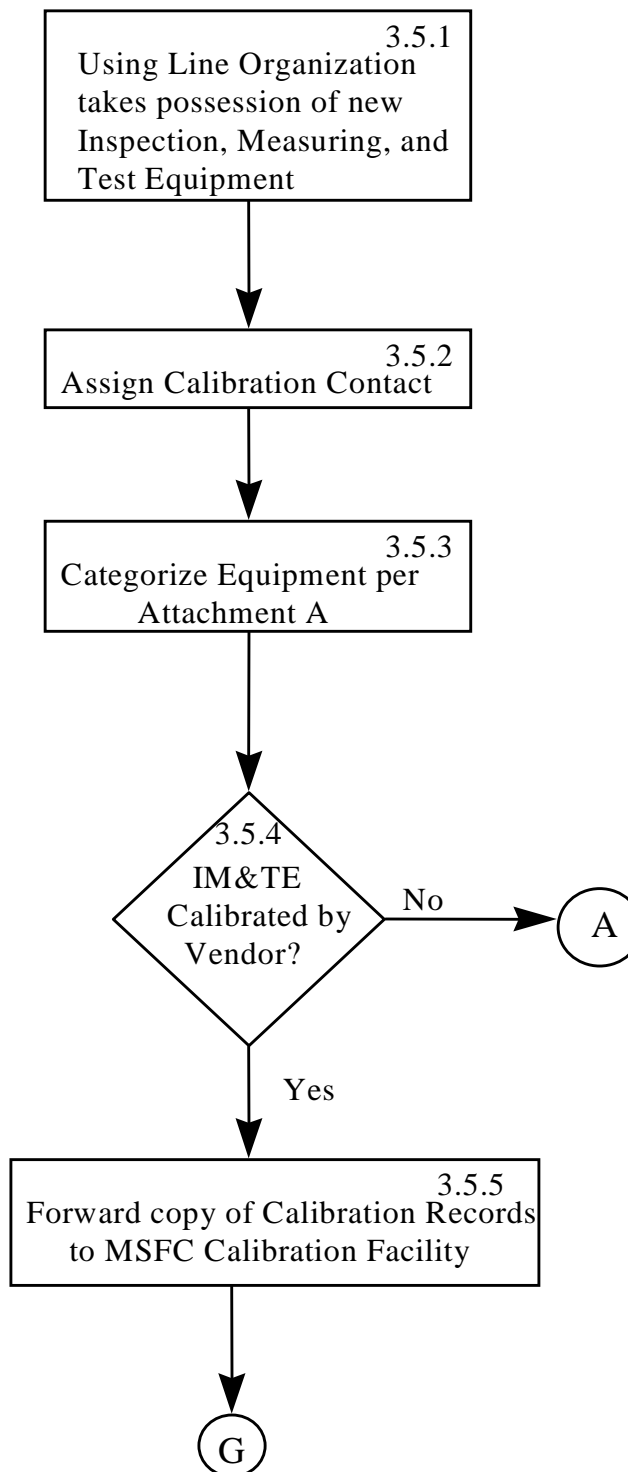 3.5.1
Using Line Organization
takes possession of new
Inspection, Measuring, and
Test Equipment
3.5.2
Assign Calibration Contact
3.5.3
Categorize Equipment per
Attachment A
3.5.4
IM&TE
Calibrated by
Vendor?
No
A
Yes
3.5.5
Forward copy of Calibration Records
to MSFC Calibration Facility
G